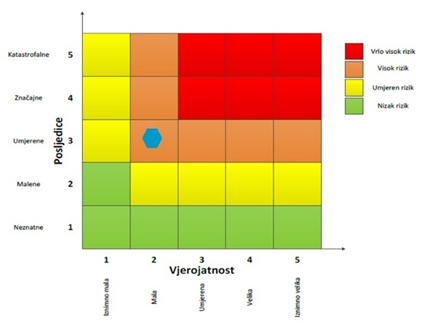 Katastrofalne 5
Značajne 4
Umjerene 3
Malene 2
Neznatne 1
Posljedice
1 2 3 4 5
Vjerojatnost
Iznimno mala
Mala
Umjerena
Velika
Iznimno velika
Vrlo visok rizik
Visok rizik
Umjeren rizik
Nizak rizik